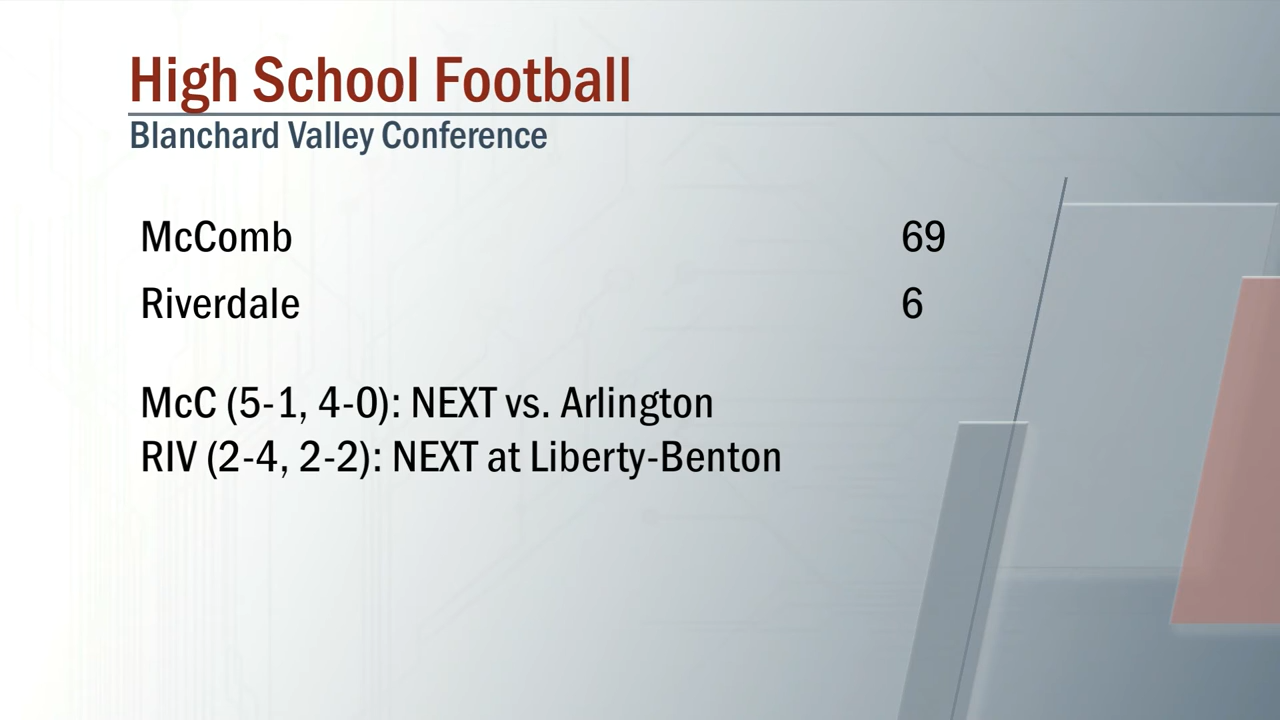 High School Football
Blanchard Valley Conference
McComb 69
Riverdale 6
McC (5-1, 4-0): NEXT vs. Arlington
RIV (2-4, 2-2): NEXT at Liberty-Benton